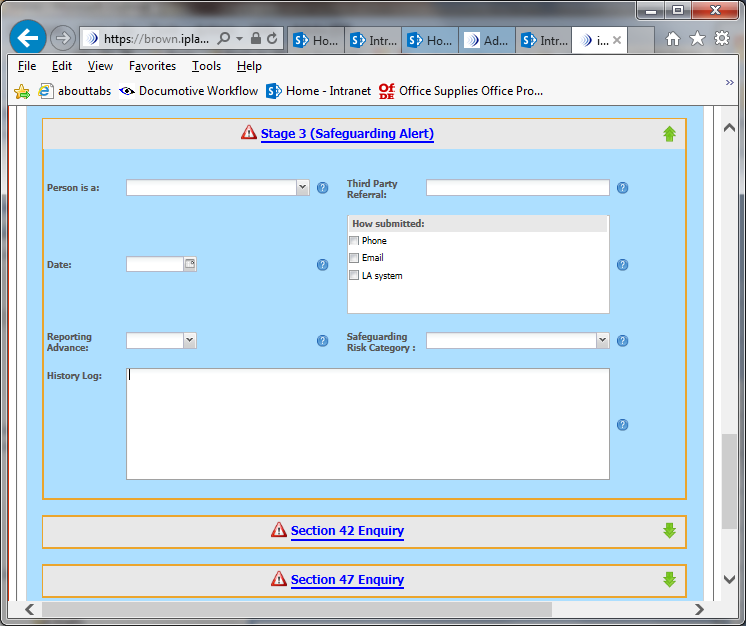 https://brown.ipla...
Ho...
Intr...
Ho...
Ad...
Intr...
i...
File Edit View Favorites Tools Help
abouttabs Documotive Workflow Home - Intranet Office Supplies Office Pro...
Stage 3 (Safeguarding Alert)
Person is a:
Third Party
Referral:
How submitted:
Phone
Email
LA system
Date:
Reporting
Advance:
Safeguarding
Risk Category :
History Log:
Section 42 Enquiry
Section 47 Enquiry